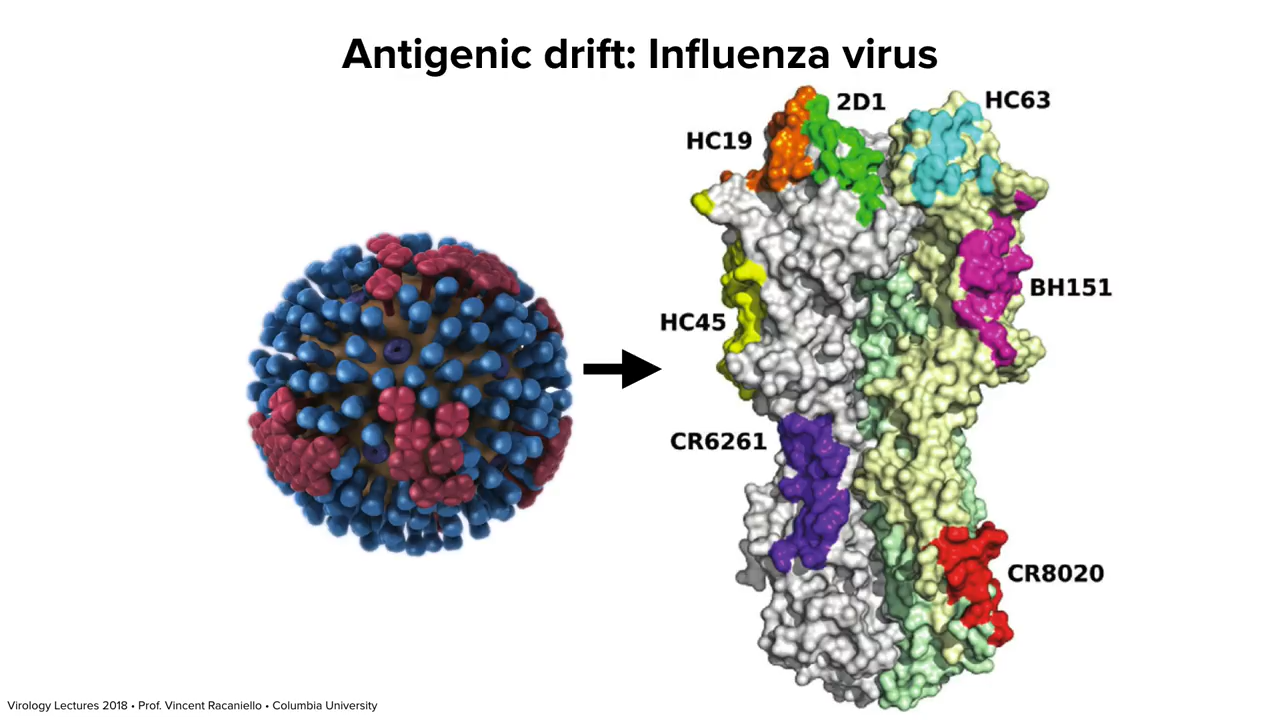 Antigenic drift: Influenza virus
2D1
HC63
HC19
BH151
HC45
CR6261
CR8020
Virology Lectures 2018 • Prof. Vincent Racaniello • Columbia University